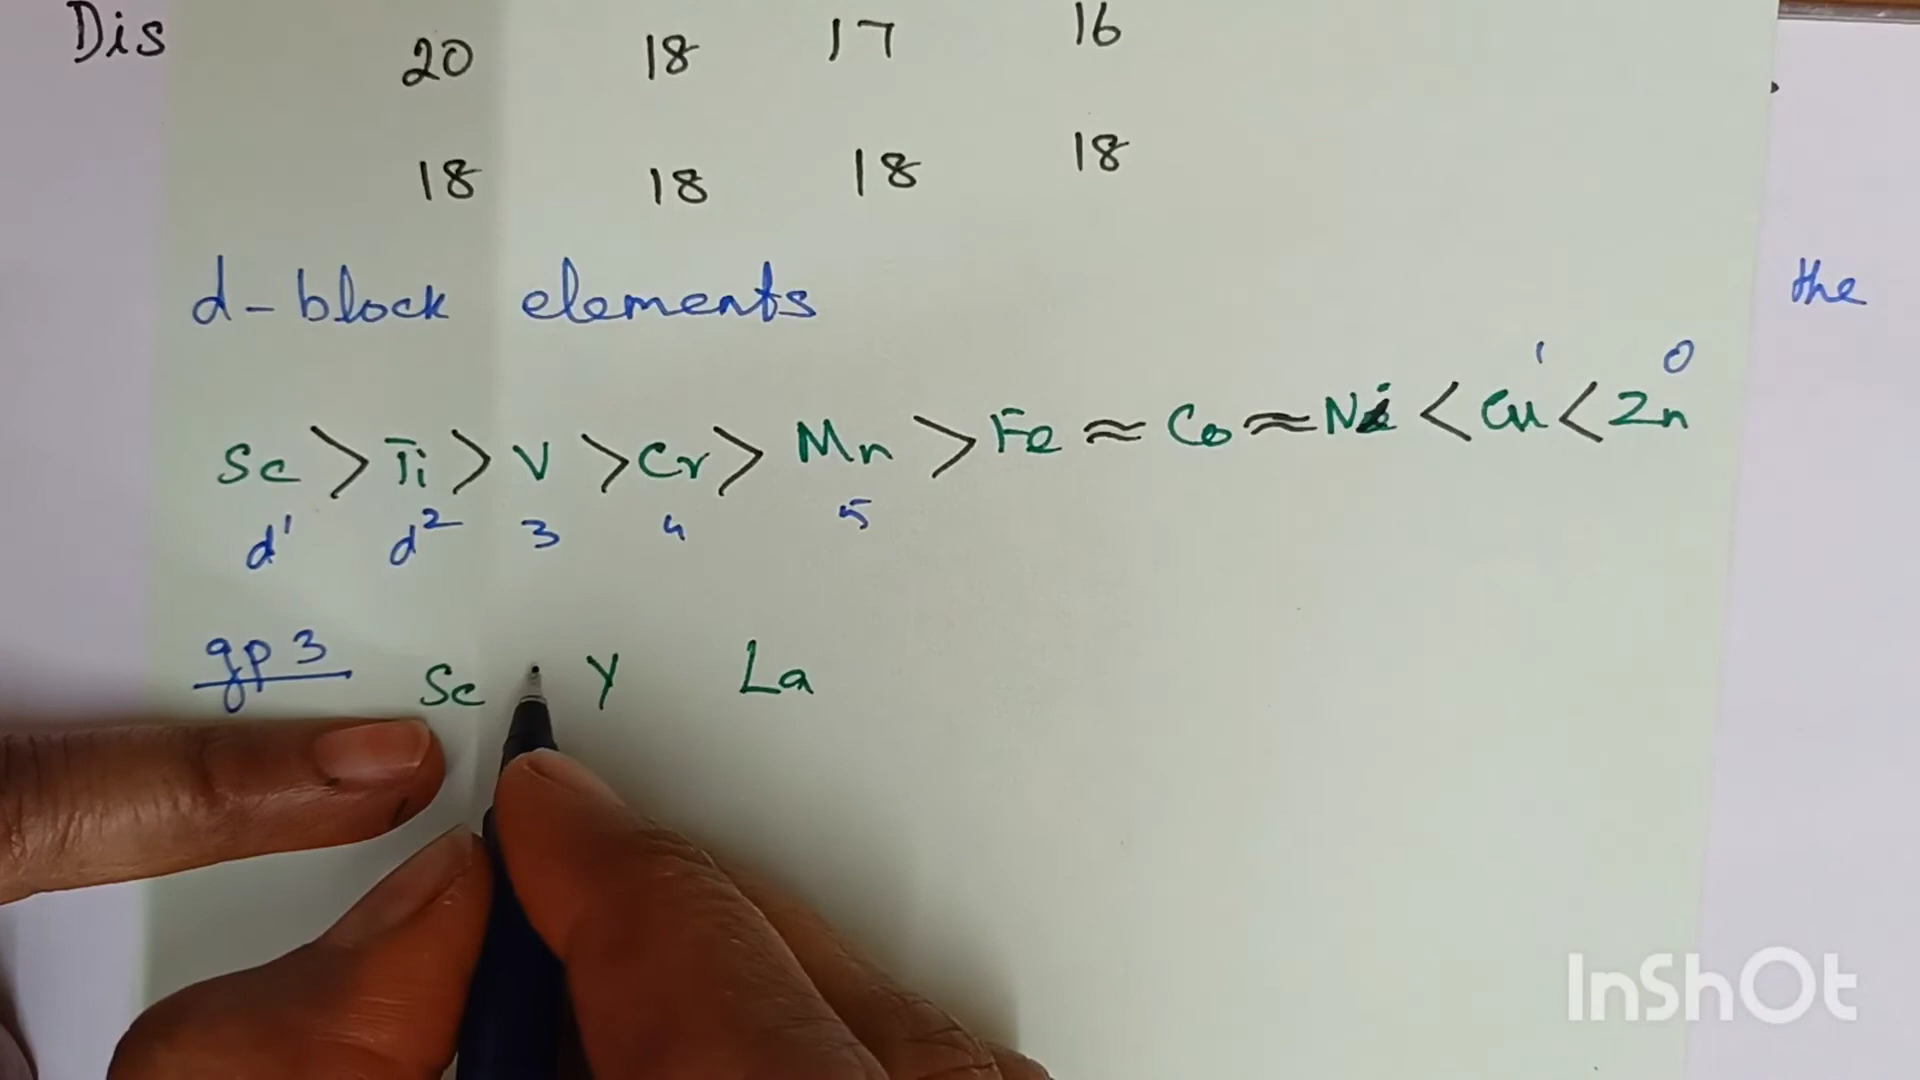 Dis 20 18 17 16
18 18 18 18
d-block elements the
1 0
Sc > Ti > V > Cr > Mn > Fe ≈ Co ≈ Ni < Cu < Zn
d¹ d² 3 4 5
gp 3 Sc Y La
InShOt